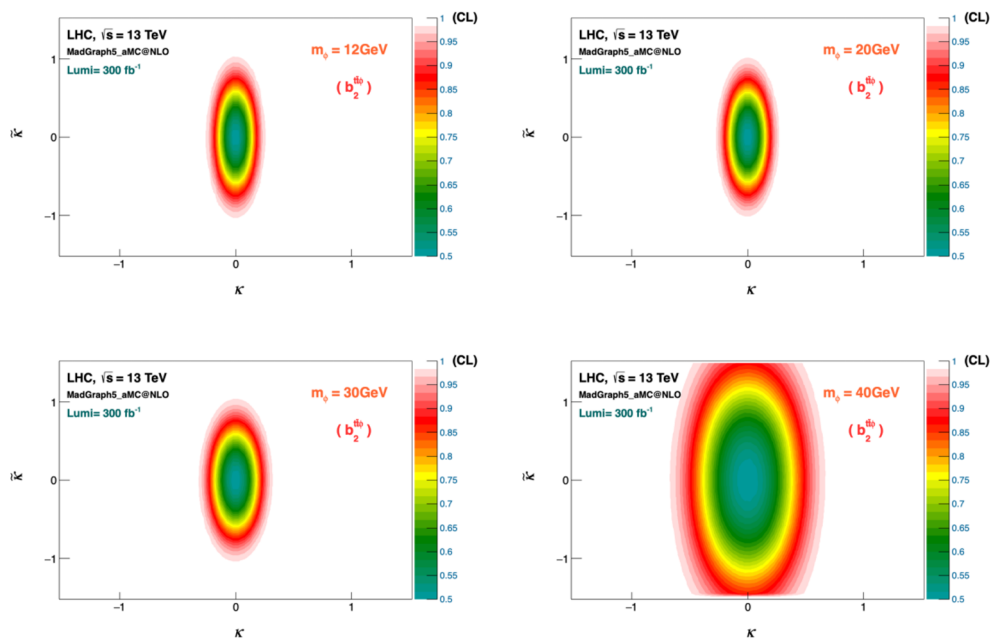 LHC, √s = 13 TeV
MadGraph5_aMC@NLO
Lumi= 300 fb⁻¹
m_ϕ = 12GeV
( b₂^{tt̄ϕ} )
(CL)
1
0.95
0.9
0.85
0.8
0.75
0.7
0.65
0.6
0.55
0.5
1
0
−1
κ̃
−1 0 1
κ
LHC, √s = 13 TeV
MadGraph5_aMC@NLO
Lumi= 300 fb⁻¹
m_ϕ = 20GeV
( b₂^{tt̄ϕ} )
(CL)
1
0.95
0.9
0.85
0.8
0.75
0.7
0.65
0.6
0.55
0.5
1
0
−1
κ̃
−1 0 1
κ
LHC, √s = 13 TeV
MadGraph5_aMC@NLO
Lumi= 300 fb⁻¹
m_ϕ = 30GeV
( b₂^{tt̄ϕ} )
(CL)
1
0.95
0.9
0.85
0.8
0.75
0.7
0.65
0.6
0.55
0.5
1
0
−1
κ̃
−1 0 1
κ
LHC, √s = 13 TeV
MadGraph5_aMC@NLO
Lumi= 300 fb⁻¹
m_ϕ = 40GeV
( b₂^{tt̄ϕ} )
(CL)
1
0.95
0.9
0.85
0.8
0.75
0.7
0.65
0.6
0.55
0.5
1
0
−1
κ̃
−1 0 1
κ